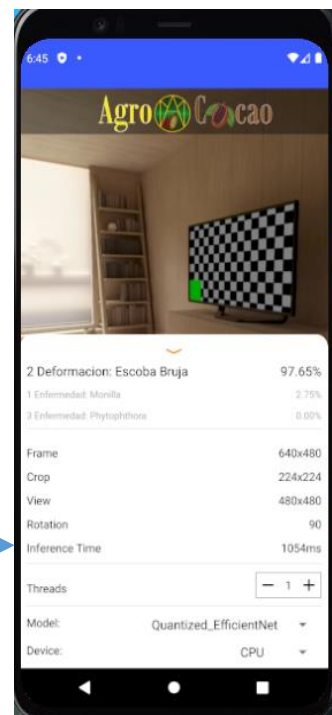 6:45
Agro Cacao
2 Deformacion: Escoba Bruja 97.65%
1 Enfermedad: Monilla 2.75%
3 Enfermedad: Phytophthora 0.00%
Frame 640x480
Crop 224x224
View 480x480
Rotation 90
Inference Time 1054ms
Threads 1
Model: Quantized_EfficientNet
Device: CPU